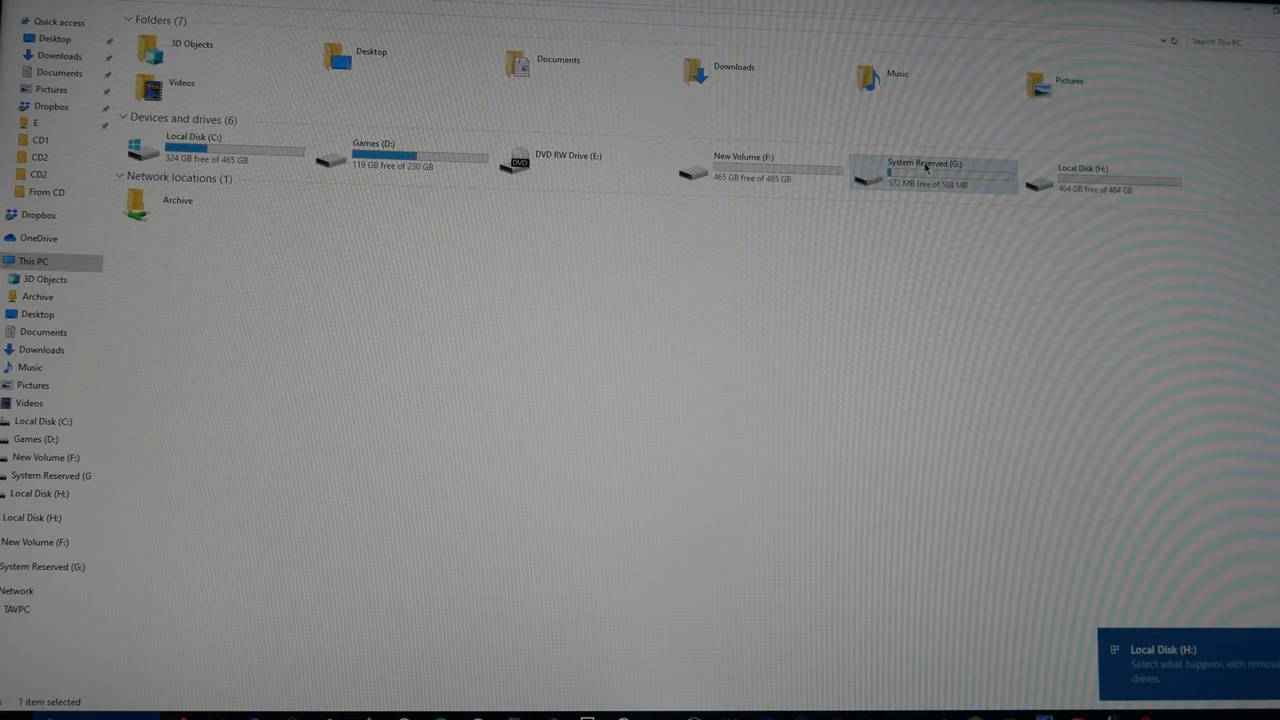 Quick access
Desktop
Downloads
Documents
Pictures
Dropbox
E
CD1
CD2
CD2
From CD
Dropbox
OneDrive
This PC
3D Objects
Archive
Desktop
Documents
Downloads
Music
Pictures
Videos
Local Disk (C:)
Games (D:)
New Volume (F:)
System Reserved (G
Local Disk (H:)
Local Disk (H:)
New Volume (F:)
System Reserved (G:)
Network
TAVPC
1 item selected
Search This PC
Folders (7)
3D Objects
Desktop
Documents
Downloads
Music
Pictures
Videos
Devices and drives (6)
Local Disk (C:)
324 GB free of 465 GB
Games (D:)
119 GB free of 230 GB
DVD
DVD RW Drive (E:)
New Volume (F:)
465 GB free of 465 GB
System Reserved (G:)
572 MB free of 588 MB
Local Disk (H:)
464 GB free of 464 GB
Network locations (1)
Archive
Local Disk (H:)
Select what happens with remov
drives.